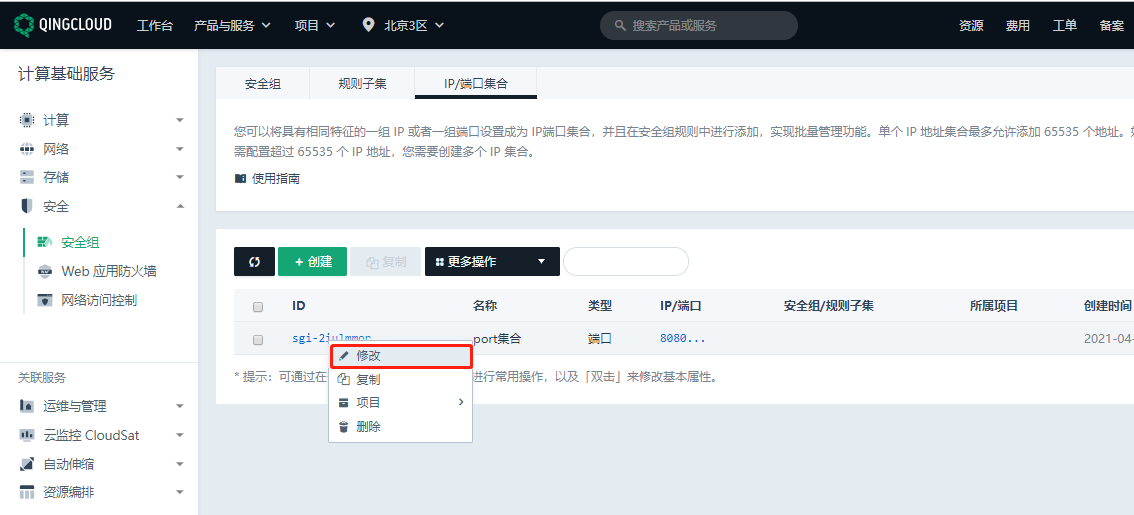 QINGCLOUD 工作台 产品与服务 项目 北京3区 搜索产品或服务 资源 费用 工单 备案
计算基础服务
计算
网络
存储
安全
安全组
Web 应用防火墙
网络访问控制
关联服务
运维与管理
云监控 CloudSat
自动伸缩
资源编排
安全组 规则子集 IP/端口集合
您可以将具有相同特征的一组 IP 或者一组端口设置成为 IP端口集合，并且在安全组规则中进行添加，实现批量管理功能。单个 IP 地址集合最多允许添加 65535 个地址。
需配置超过 65535 个 IP 地址，您需要创建多个 IP 集合。
使用指南
+ 创建 复制 更多操作
ID 名称 类型 IP/端口 安全组/规则子集 所属项目 创建时间
port集合 端口 8080... 2021-04-
* 提示：可通过在 进行常用操作，以及「双击」来修改基本属性。
修改
复制
项目
删除